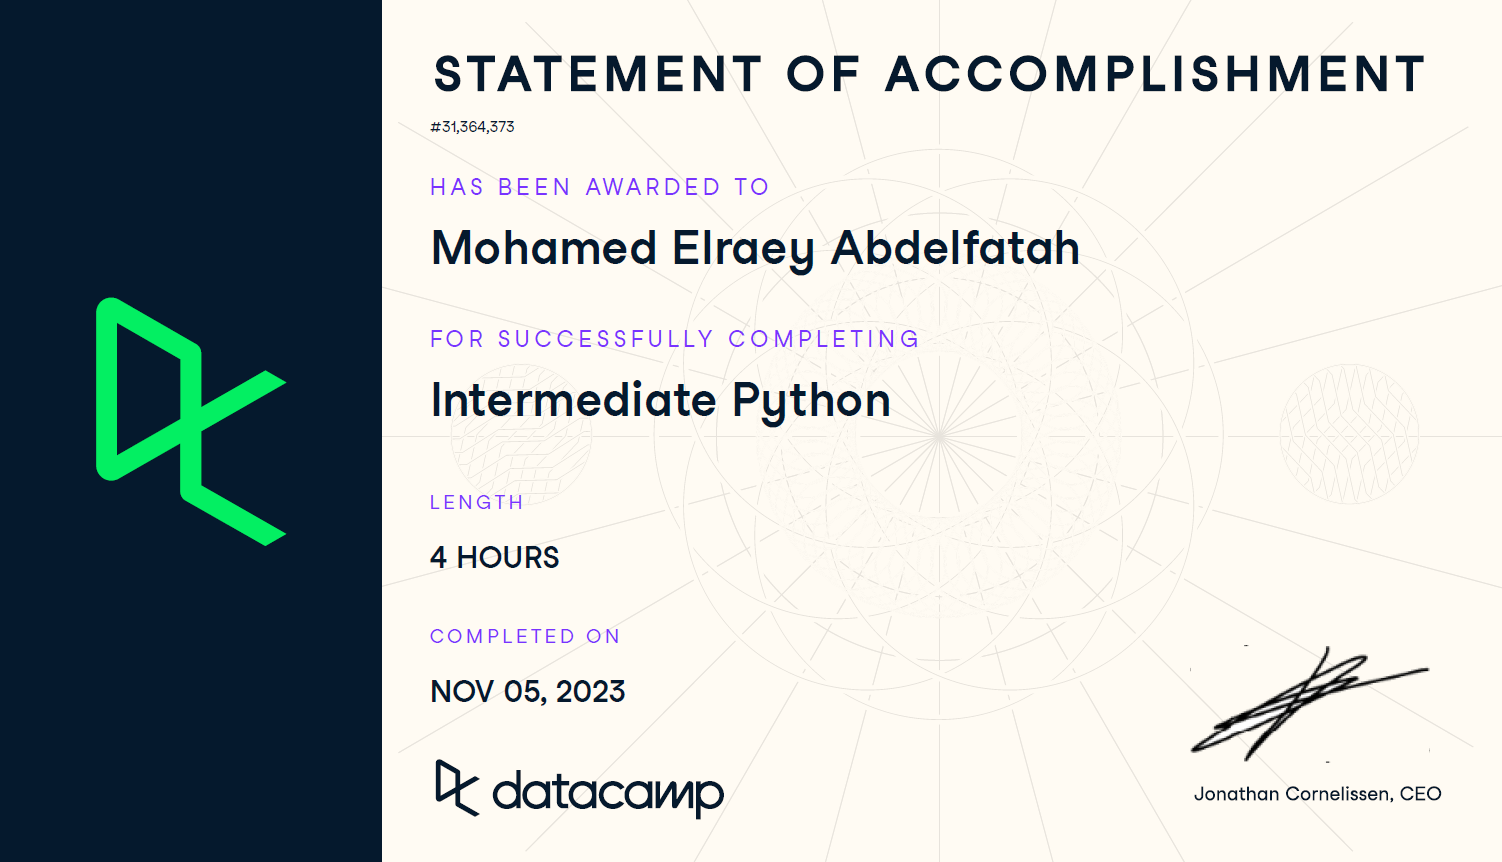 STATEMENT OF ACCOMPLISHMENT
#31,364,373
HAS BEEN AWARDED TO
Mohamed Elraey Abdelfatah
FOR SUCCESSFULLY COMPLETING
Intermediate Python
LENGTH
4 HOURS
COMPLETED ON
NOV 05, 2023
datacamp
Jonathan Cornelissen, CEO